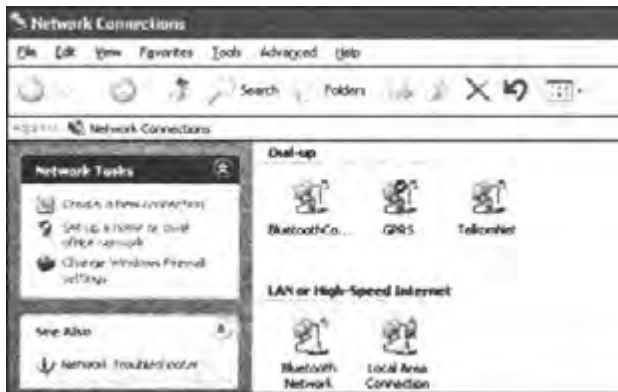 Network Connections
File Edit View Favorites Tools Advanced Help
Search Folders
Network Connections
Network Tasks
Create a new connection
Set up a home or small
office network
Change Windows Firewall
settings
See Also
Network Troubleshooter
Dial-up
BluetoothCo...
GPRS
TelkomNet
LAN or High-Speed Internet
Bluetooth
Network
Local Area
Connection